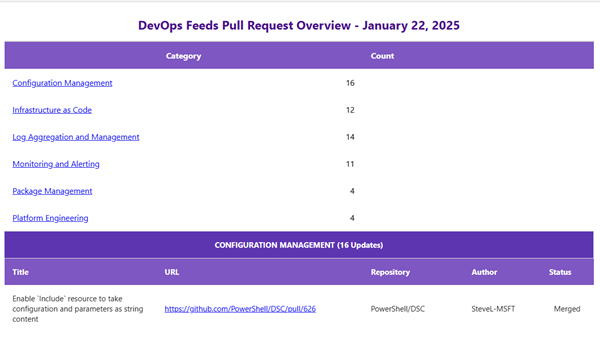 DevOps Feeds Pull Request Overview - January 22, 2025
Category Count
Configuration Management 16
Infrastructure as Code 12
Log Aggregation and Management 14
Monitoring and Alerting 11
Package Management 4
Platform Engineering 4
CONFIGURATION MANAGEMENT (16 Updates)
Title URL Repository Author Status
Enable `Include` resource to take
configuration and parameters as string
content
https://github.com/PowerShell/DSC/pull/626 PowerShell/DSC SteveL-MSFT Merged